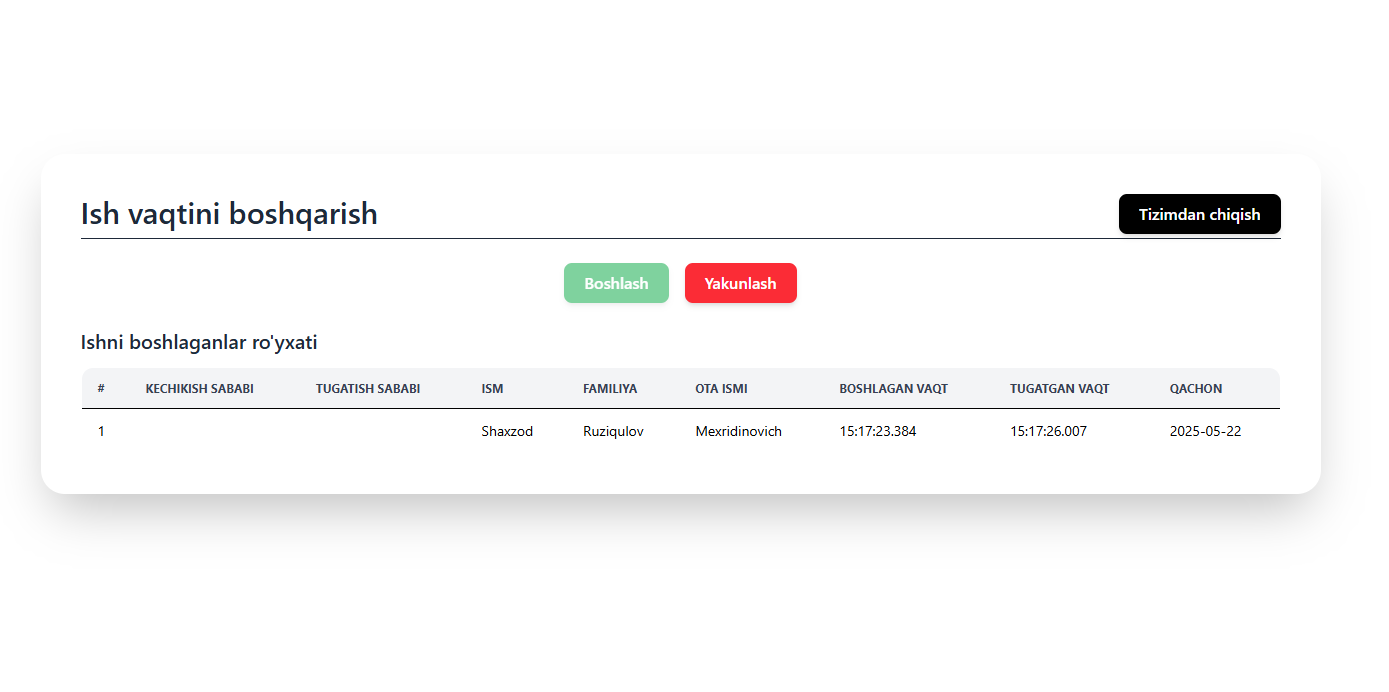 Ish vaqtini boshqarish
Tizimdan chiqish
Boshlash Yakunlash
Ishni boshlaganlar ro'yxati
# KECHIKISH SABABI TUGATISH SABABI ISM FAMILIYA OTA ISMI BOSHLAGAN VAQT TUGATGAN VAQT QACHON
1 Shaxzod Ruziqulov Mexridinovich 15:17:23.384 15:17:26.007 2025-05-22